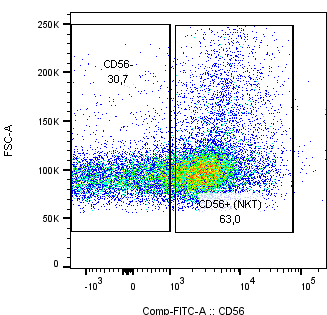 250K
200K
150K
100K
50K
0
FSC-A
CD56-
30,7
CD56+ (NKT)
63,0
-10³
0
10³
10⁴
10⁵
Comp-FITC-A :: CD56